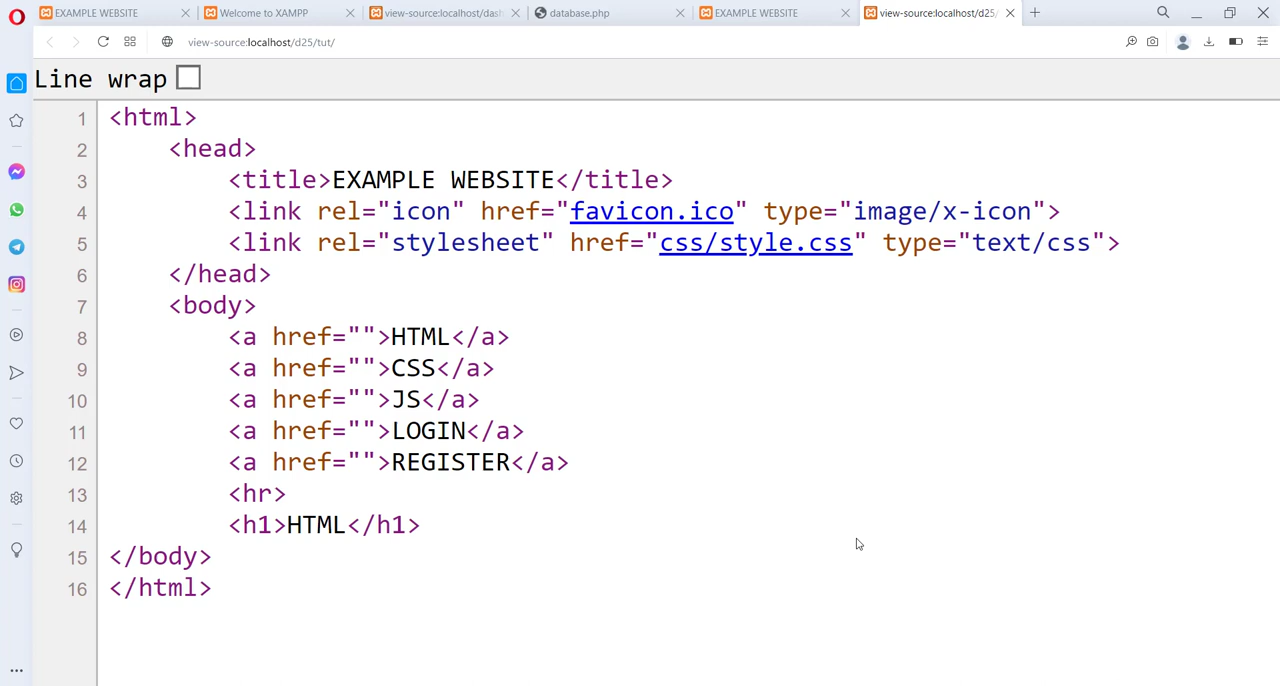 EXAMPLE WEBSITE Welcome to XAMPP view-source:localhost/dash database.php EXAMPLE WEBSITE view-source:localhost/d25/
view-source:localhost/d25/tut/
Line wrap
1 <html>
2 <head>
3 <title>EXAMPLE WEBSITE</title>
4 <link rel="icon" href="favicon.ico" type="image/x-icon">
5 <link rel="stylesheet" href="css/style.css" type="text/css">
6 </head>
7 <body>
8 <a href="">HTML</a>
9 <a href="">CSS</a>
10 <a href="">JS</a>
11 <a href="">LOGIN</a>
12 <a href="">REGISTER</a>
13 <hr>
14 <h1>HTML</h1>
15 </body>
16 </html>